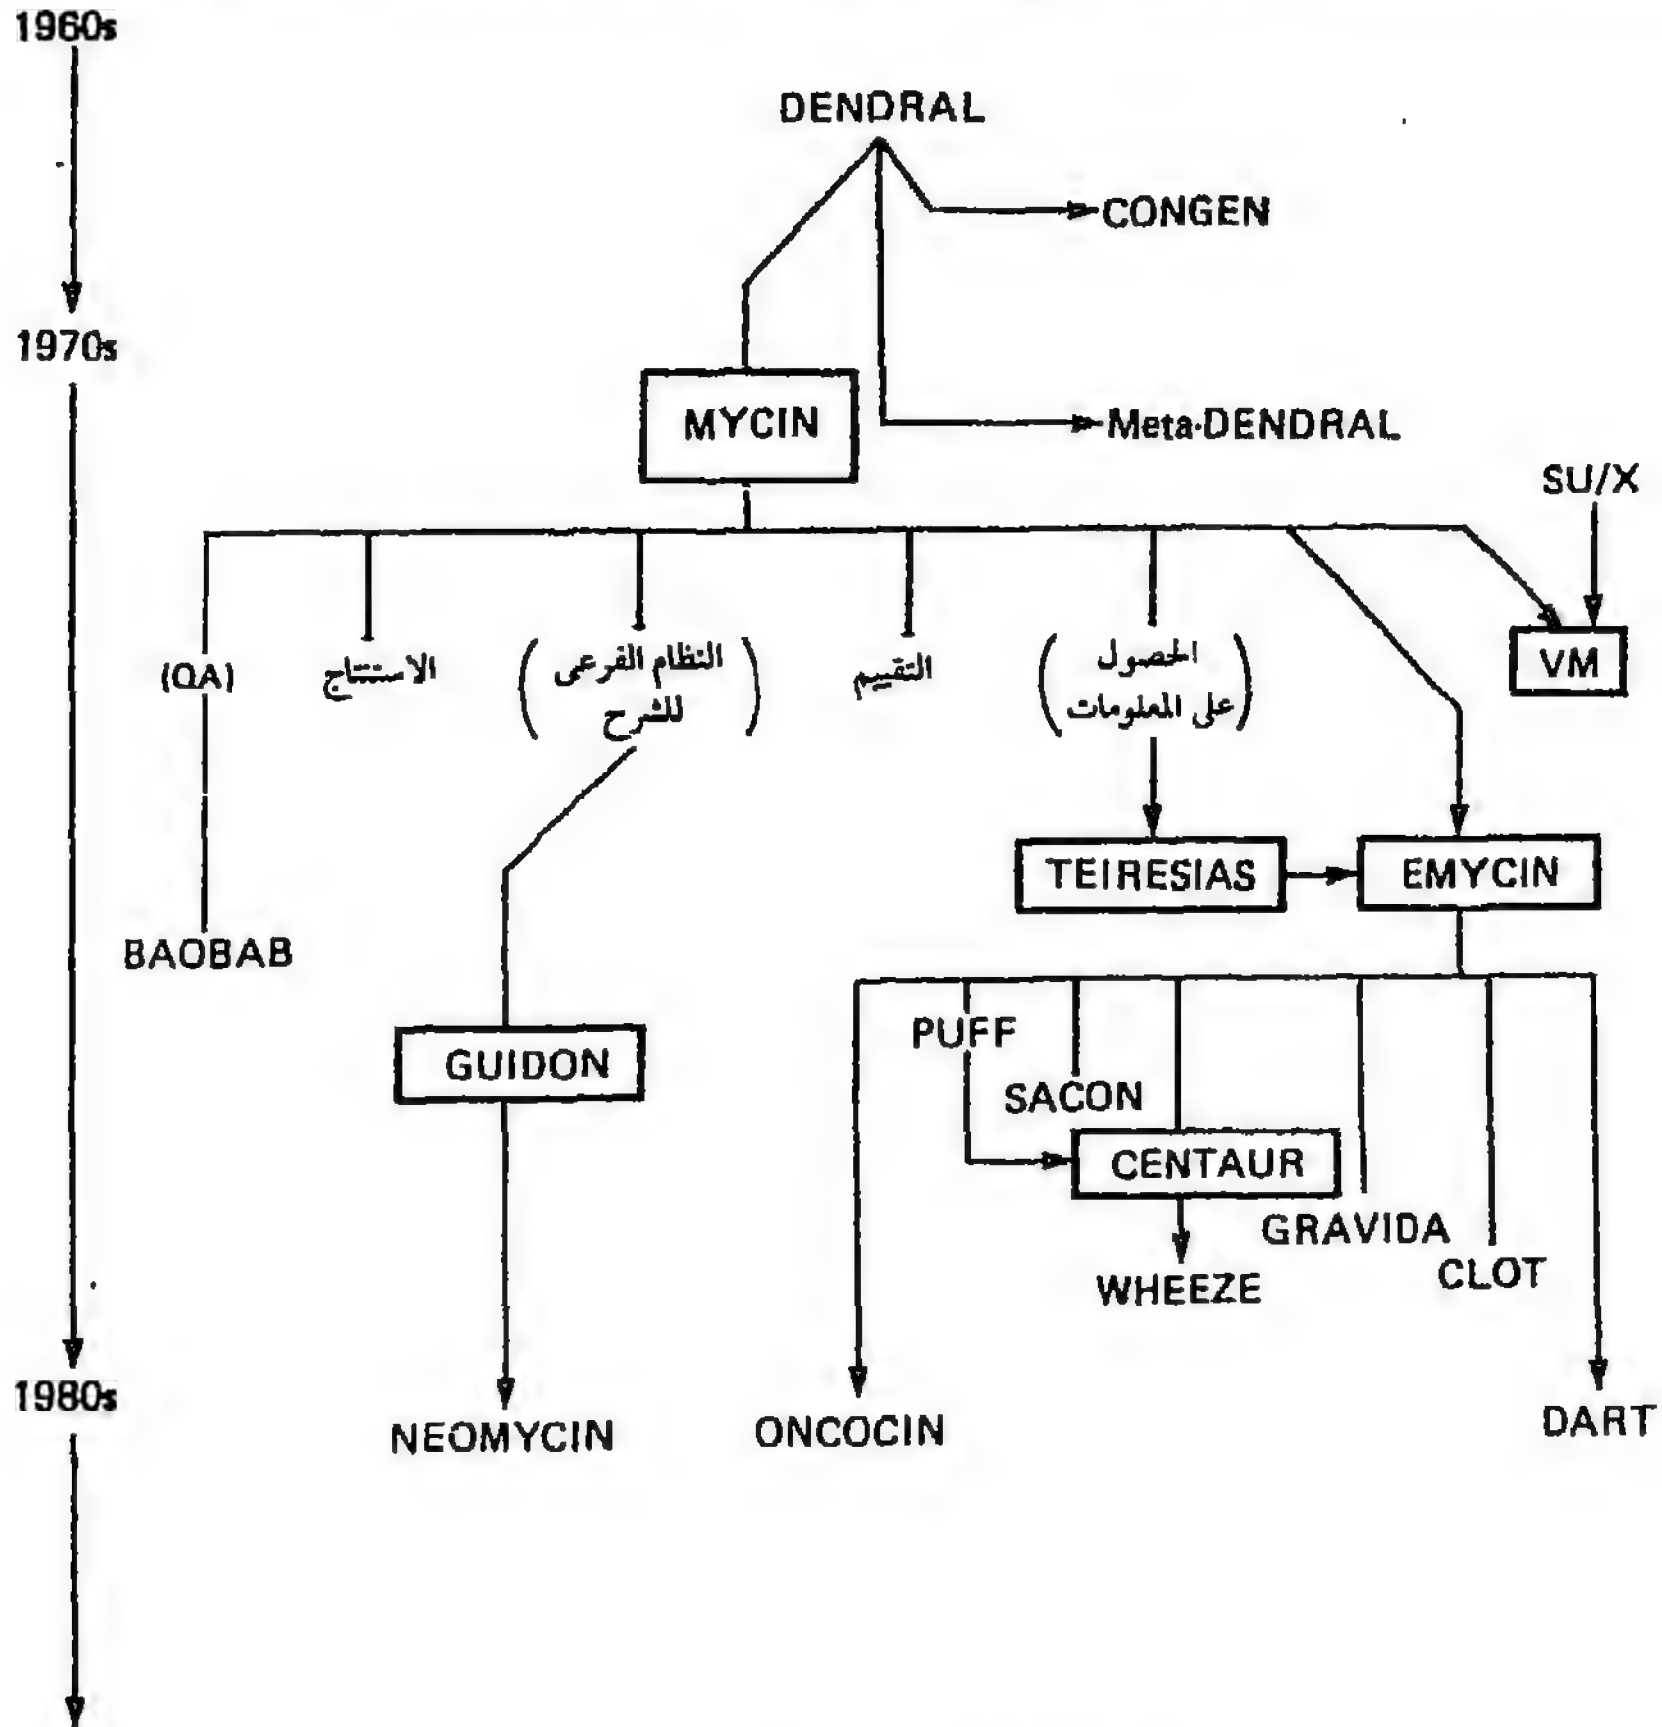 1960s
DENDRAL
CONGEN
1970s
MYCIN
Meta-DENDRAL
SU/X
(QA)
الاستنتاج
(النظام الفرعى
للشرح)
التقييم
(الحصول
على المعلومات)
VM
TEIRESIAS
EMYCIN
BAOBAB
PUFF
GUIDON
SACON
CENTAUR
GRAVIDA
WHEEZE
CLOT
1980s
NEOMYCIN
ONCOCIN
DART